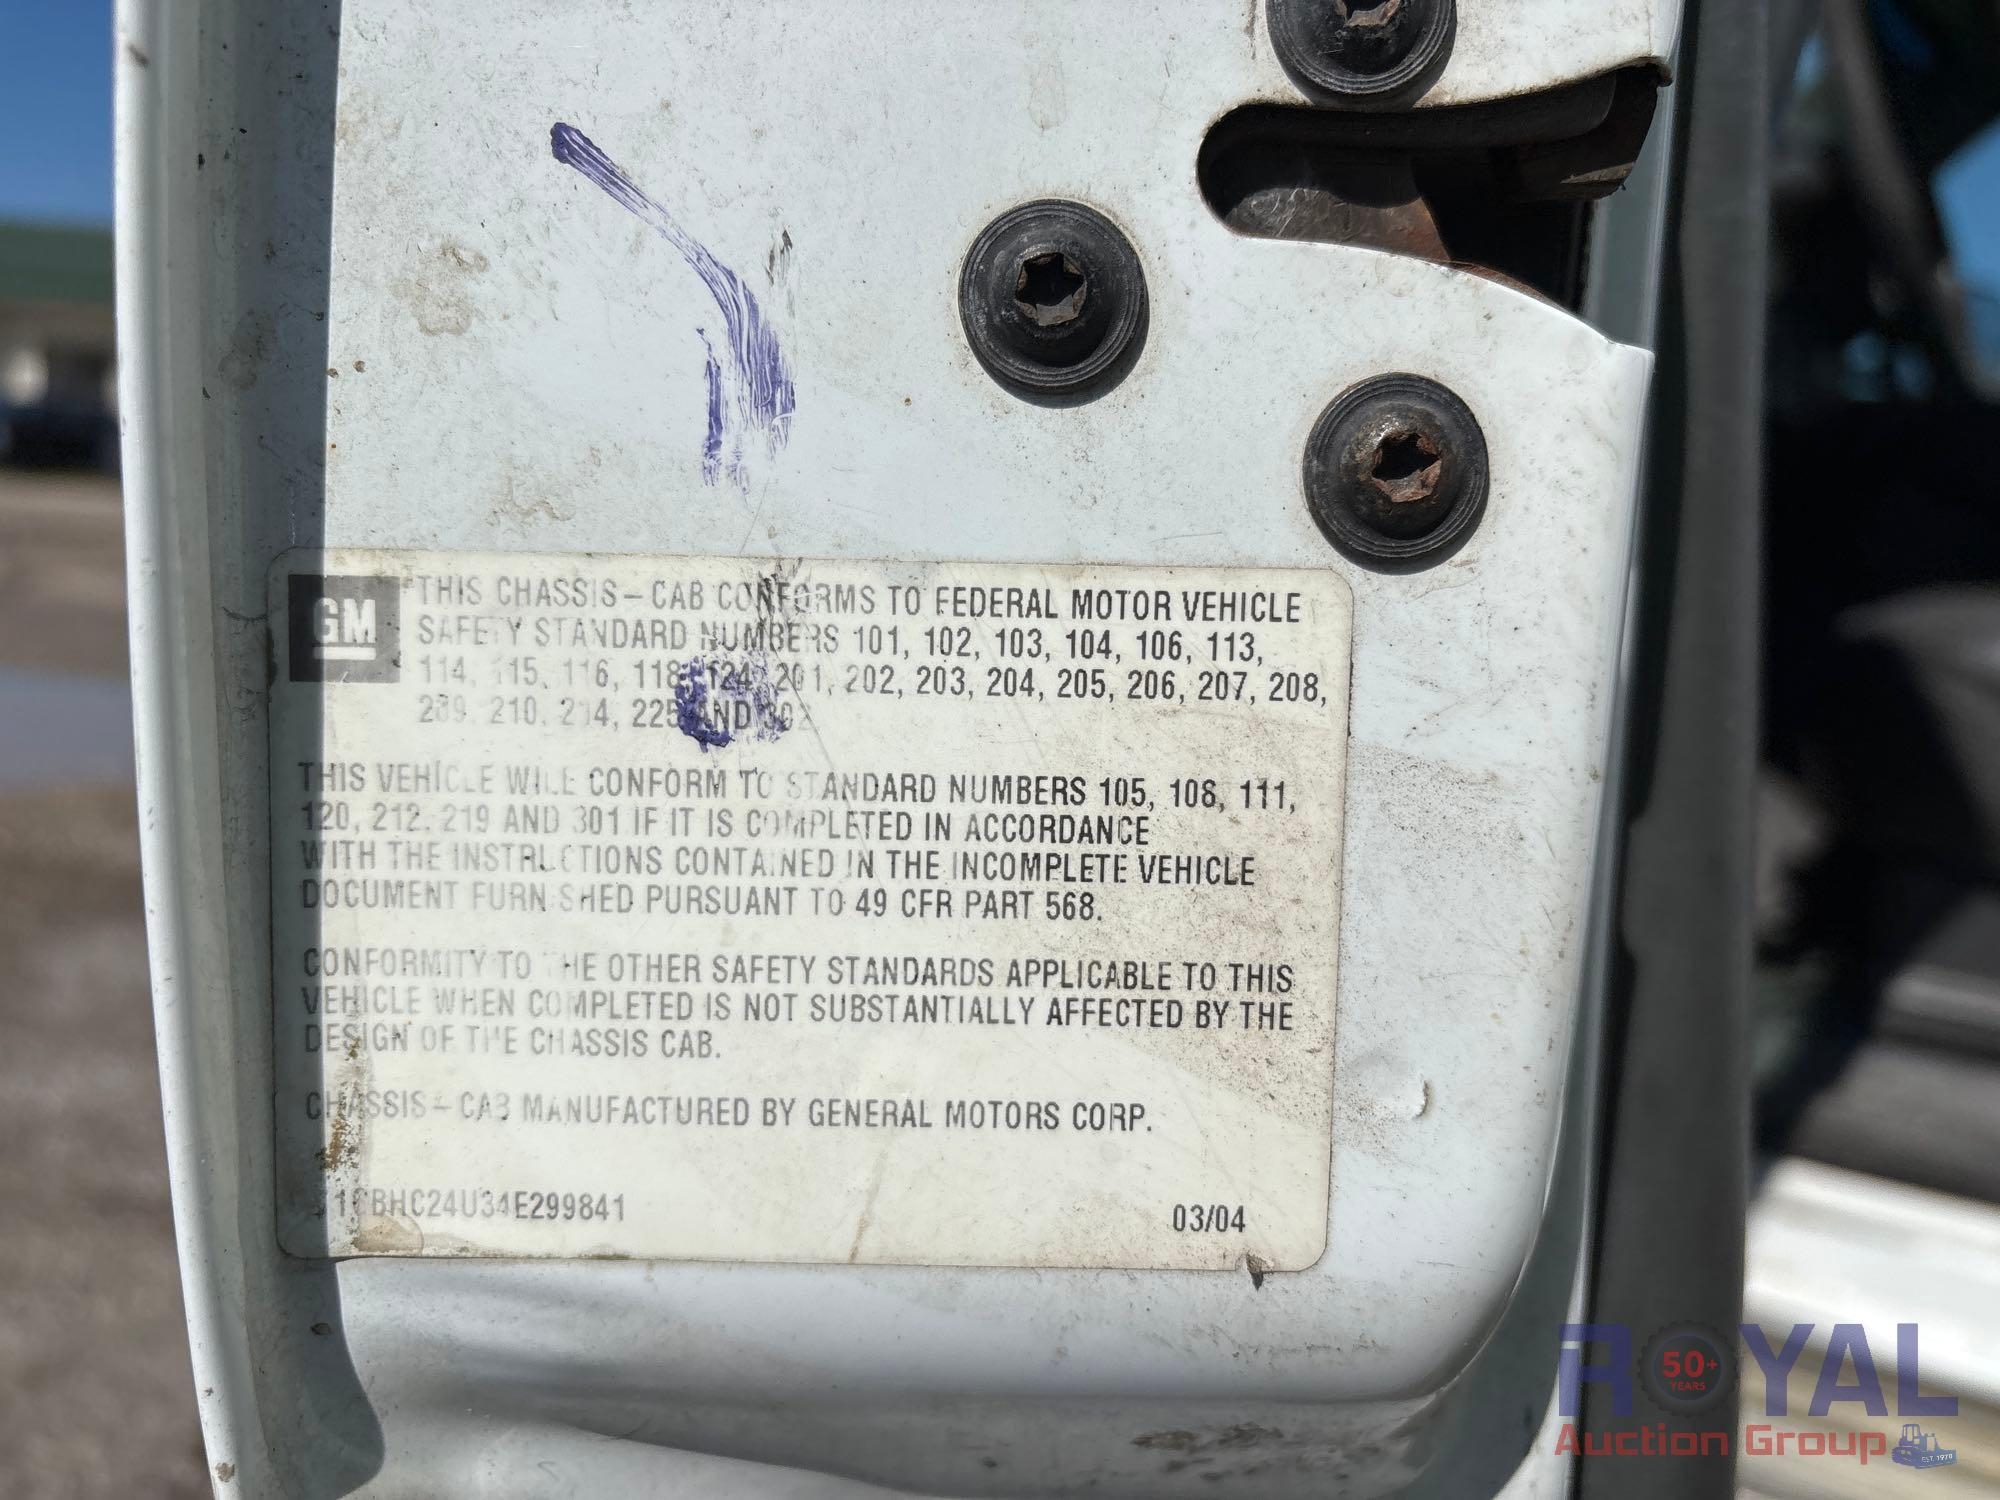 GM
THIS CHASSIS-CAB CONFORMS TO FEDERAL MOTOR VEHICLE
SAFETY STANDARD NUMBERS 101, 102, 103, 104, 106, 113,
114, 115, 116, 118, 124, 201, 202, 203, 204, 205, 206, 207, 208,
209, 210, 214, 225 AND 302
THIS VEHICLE WILL CONFORM TO STANDARD NUMBERS 105, 108, 111,
120, 212, 219 AND 301 IF IT IS COMPLETED IN ACCORDANCE
WITH THE INSTRUCTIONS CONTAINED IN THE INCOMPLETE VEHICLE
DOCUMENT FURNISHED PURSUANT TO 49 CFR PART 568.
CONFORMITY TO THE OTHER SAFETY STANDARDS APPLICABLE TO THIS
VEHICLE WHEN COMPLETED IS NOT SUBSTANTIALLY AFFECTED BY THE
DESIGN OF THE CHASSIS CAB.
CHASSIS-CAB MANUFACTURED BY GENERAL MOTORS CORP.
03/04
ROYAL
50+
YEARS
Auction Group
EST. 1970